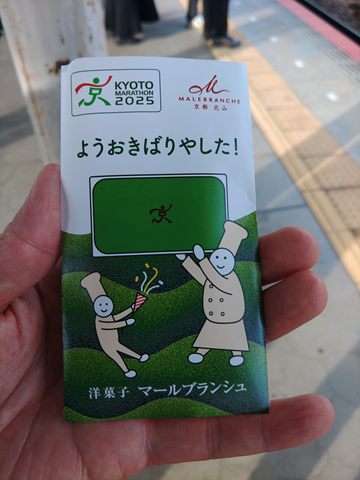 京
KYOTO
MARATHON
2025
M
MALEBRANCHE
京都 北山
ようおきばりやした!
京
洋菓子 マールブランシュ